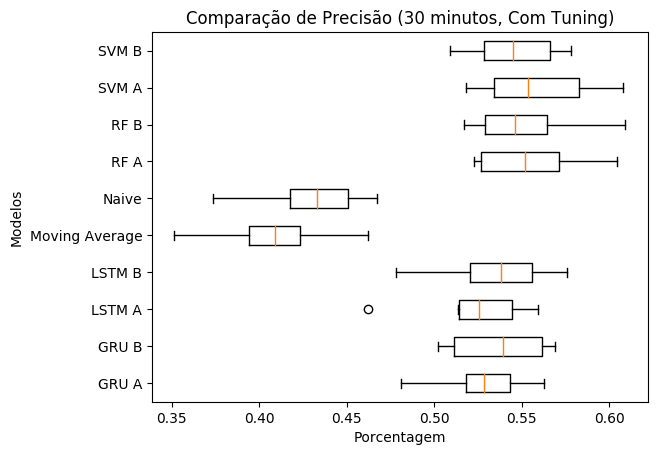 Comparação de Precisão (30 minutos, Com Tuning)
SVM B
SVM A
RF B
RF A
Naive
Moving Average
LSTM B
LSTM A
GRU B
GRU A
Modelos
0.35 0.40 0.45 0.50 0.55 0.60
Porcentagem